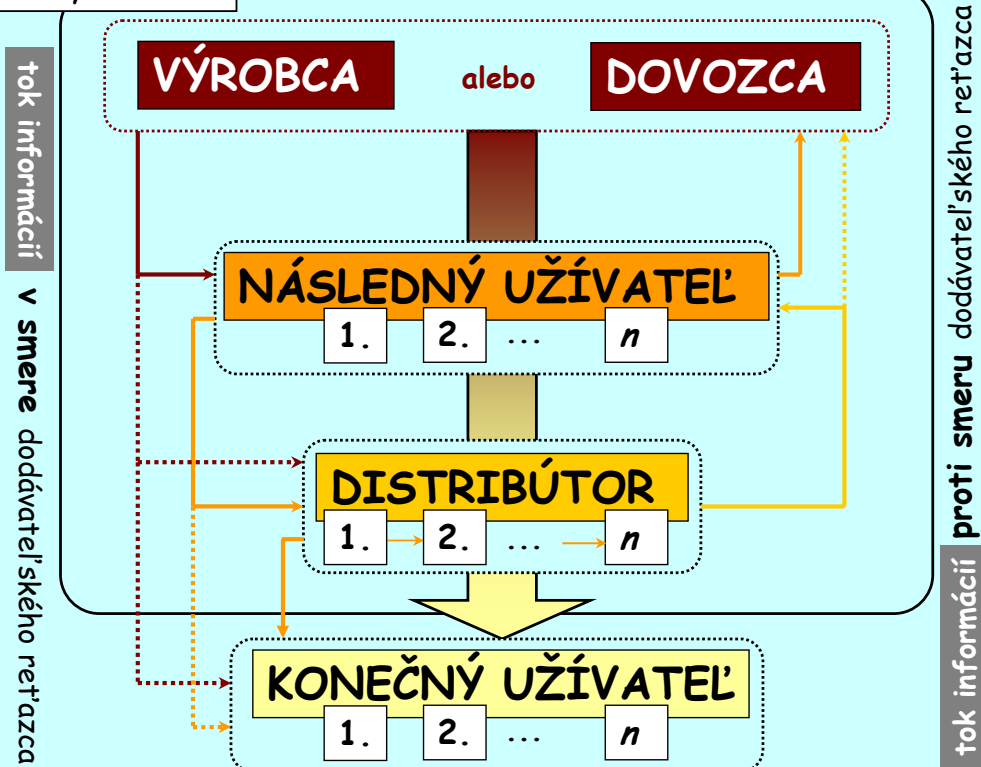 VÝROBCA alebo DOVOZCA
tok informácií v smere dodávateľského reťazca
NÁSLEDNÝ UŽÍVATEĽ
1. 2. ... n
DISTRIBÚTOR
1. 2. ... n
KONEČNÝ UŽÍVATEĽ
1. 2. ... n
tok informácií proti smeru dodávateľského reťazca